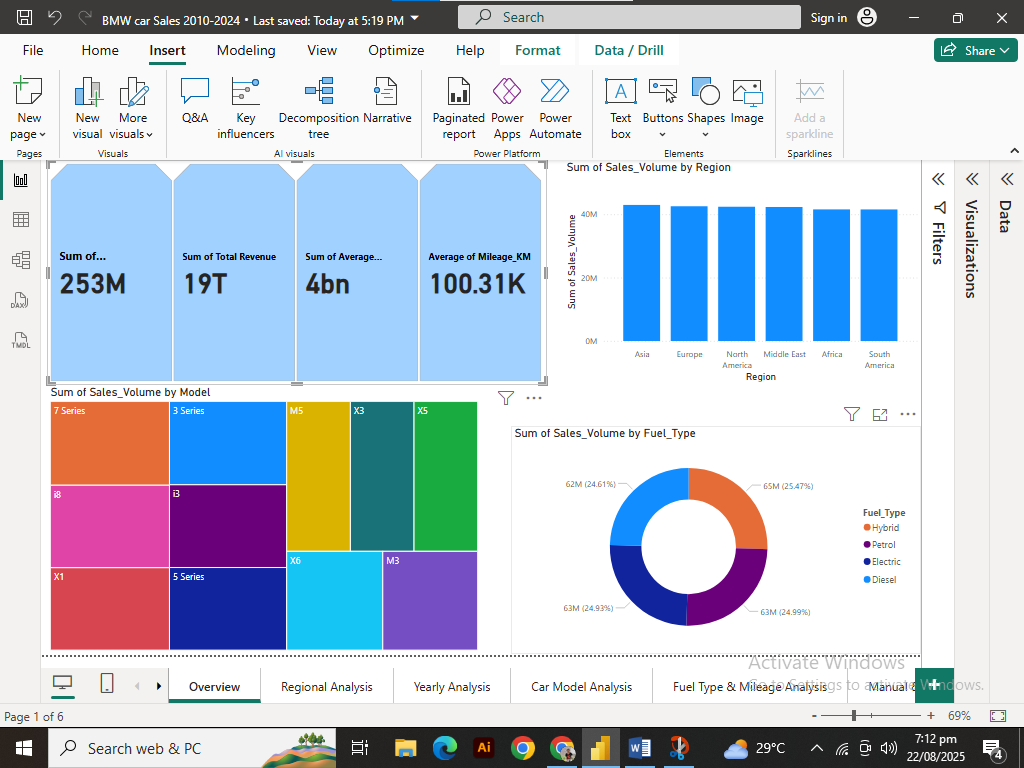 BMW car Sales 2010-2024 • Last saved: Today at 5:19 PM
Search
Sign in
File Home Insert Modeling View Optimize Help Format Data / Drill
Share
New page
New visual
More visuals
Q&A
Key influencers
Decomposition tree
Narrative
Paginated report
Power Apps
Power Automate
Text box
Buttons
Shapes
Image
Add a sparkline
Pages
Visuals
AI visuals
Power Platform
Elements
Sparklines
DAX
TMDL
Sum of...
253M
Sum of Total Revenue
19T
Sum of Average...
4bn
Average of Mileage_KM
100.31K
Sum of Sales_Volume by Region
Sum of Sales_Volume
40M
20M
0M
Asia
Europe
North America
Middle East
Africa
South America
Region
Filters
Visualizations
Data
Sum of Sales_Volume by Model
7 Series
3 Series
M5
X3
X5
i8
i3
X1
5 Series
X6
M3
Sum of Sales_Volume by Fuel_Type
62M (24.61%)
65M (25.47%)
63M (24.93%)
63M (24.99%)
Fuel_Type
Hybrid
Petrol
Electric
Diesel
Activate Windows
Go to Settings to activate Windows.
Overview
Regional Analysis
Yearly Analysis
Car Model Analysis
Fuel Type & Mileage Analysis
Manual
Page 1 of 6
- + 69%
Search web & PC
Ai
29°C
7:12 pm
22/08/2025
4